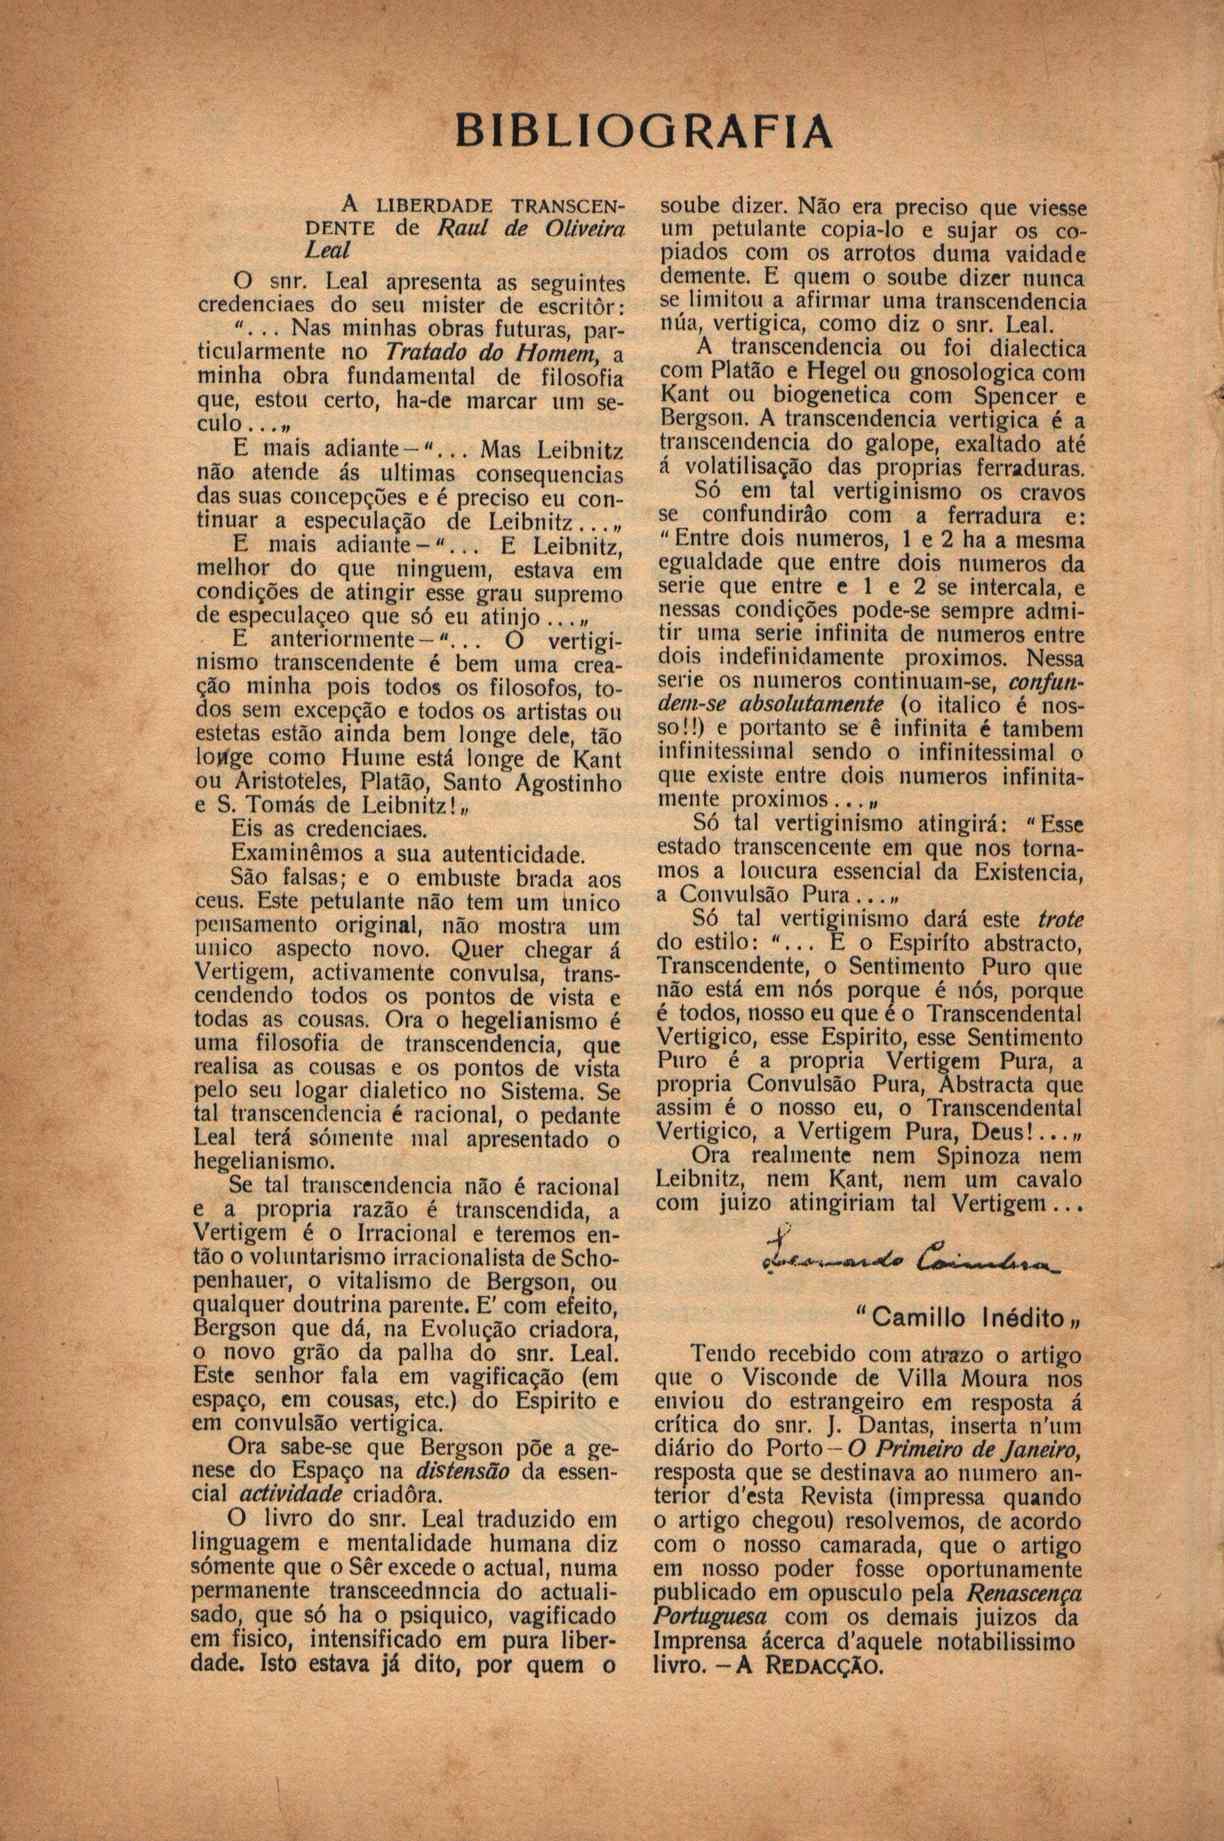 BIBLIOGRAFIA
A LIBERDADE TRANSCEN-
DENTE de Raul de Oliveira
Leal
O snr. Leal apresenta as seguintes
credenciaes do seu mister de escritôr:
"... Nas minhas obras futuras, par-
ticularmente no Tratado do Homem, a
minha obra fundamental de filosofia
que, estou certo, ha-de marcar um se-
culo...„
E mais adiante—"... Mas Leibnitz
não atende ás ultimas consequencias
das suas concepções e é preciso eu con-
tinuar a especulação de Leibnitz...„
E mais adiante—"... E Leibnitz,
melhor do que ninguem, estava em
condições de atingir esse grau supremo
de especulaçeo que só eu atinjo...„
E anteriormente—"... O vertigi-
nismo transcendente é bem uma crea-
ção minha pois todos os filosofos, to-
dos sem excepção e todos os artistas ou
estetas estão ainda bem longe dele, tão
longe como Hume está longe de Kant
ou Aristoteles, Platão, Santo Agostinho
e S. Tomás de Leibnitz!„
Eis as credenciaes.
Examinêmos a sua autenticidade.
São falsas; e o embuste brada aos
ceus. Este petulante não tem um unico
pensamento original, não mostra um
unico aspecto novo. Quer chegar á
Vertigem, activamente convulsa, trans-
cendendo todos os pontos de vista e
todas as cousas. Ora o hegelianismo é
uma filosofia de transcendencia, que
realisa as cousas e os pontos de vista
pelo seu logar dialetico no Sistema. Se
tal transcendencia é racional, o pedante
Leal terá sómente mal apresentado o
hegelianismo.
Se tal transcendencia não é racional
e a propria razão é transcendida, a
Vertigem é o Irracional e teremos en-
tão o voluntarismo irracionalista de Scho-
penhauer, o vitalismo de Bergson, ou
qualquer doutrina parente. E' com efeito,
Bergson que dá, na Evolução criadora,
o novo grão da palha do snr. Leal.
Este senhor fala em vagificação (em
espaço, em cousas, etc.) do Espirito e
em convulsão vertigica.
Ora sabe-se que Bergson põe a ge-
nese do Espaço na distensão da essen-
cial actividade criadôra.
O livro do snr. Leal traduzido em
linguagem e mentalidade humana diz
sómente que o Sêr excede o actual, numa
permanente transceednncia do actuali-
sado, que só ha o psiquico, vagificado
em fisico, intensificado em pura liber-
dade. Isto estava já dito, por quem o
soube dizer. Não era preciso que viesse
um petulante copia-lo e sujar os co-
piados com os arrotos duma vaidade
demente. E quem o soube dizer nunca
se limitou a afirmar uma transcendencia
núa, vertigica, como diz o snr. Leal.
A transcendencia ou foi dialectica
com Platão e Hegel ou gnosologica com
Kant ou biogenetica com Spencer e
Bergson. A transcendencia vertigica é a
transcendencia do galope, exaltado até
á volatilisação das proprias ferraduras.
Só em tal vertiginismo os cravos
se confundirâo com a ferradura e:
"Entre dois numeros, 1 e 2 ha a mesma
egualdade que entre dois numeros da
serie que entre e 1 e 2 se intercala, e
nessas condições pode-se sempre admi-
tir uma serie infinita de numeros entre
dois indefinidamente proximos. Nessa
serie os numeros continuam-se, confun-
dem-se absolutamente (o italico é nos-
so!!) e portanto se ê infinita é tambem
infinitessimal sendo o infinitessimal o
que existe entre dois numeros infinita-
mente proximos...„
Só tal vertiginismo atingirá: "Esse
estado transcencente em que nos torna-
mos a loucura essencial da Existencia,
a Convulsão Pura...„
Só tal vertiginismo dará este trote
do estilo: "... E o Espiríto abstracto,
Transcendente, o Sentimento Puro que
não está em nós porque é nós, porque
é todos, nosso eu que é o Transcendental
Vertigico, esse Espirito, esse Sentimento
Puro é a propria Vertigem Pura, a
propria Convulsão Pura, Abstracta que
assim é o nosso eu, o Transcendental
Vertigico, a Vertigem Pura, Deus!...„
Ora realmente nem Spinoza nem
Leibnitz, nem Kant, nem um cavalo
com juizo atingiriam tal Vertigem...
Leonardo Coimbra
"Camillo Inédito„
Tendo recebido com atrazo o artigo
que o Visconde de Villa Moura nos
enviou do estrangeiro em resposta á
crítica do snr. J. Dantas, inserta n'um
diário do Porto—O Primeiro de Janeiro,
resposta que se destinava ao numero an-
terior d'esta Revista (impressa quando
o artigo chegou) resolvemos, de acordo
com o nosso camarada, que o artigo
em nosso poder fosse oportunamente
publicado em opusculo pela Renascença
Portuguesa com os demais juizos da
Imprensa ácerca d'aquele notabilissimo
livro.—A REDACÇÃO.